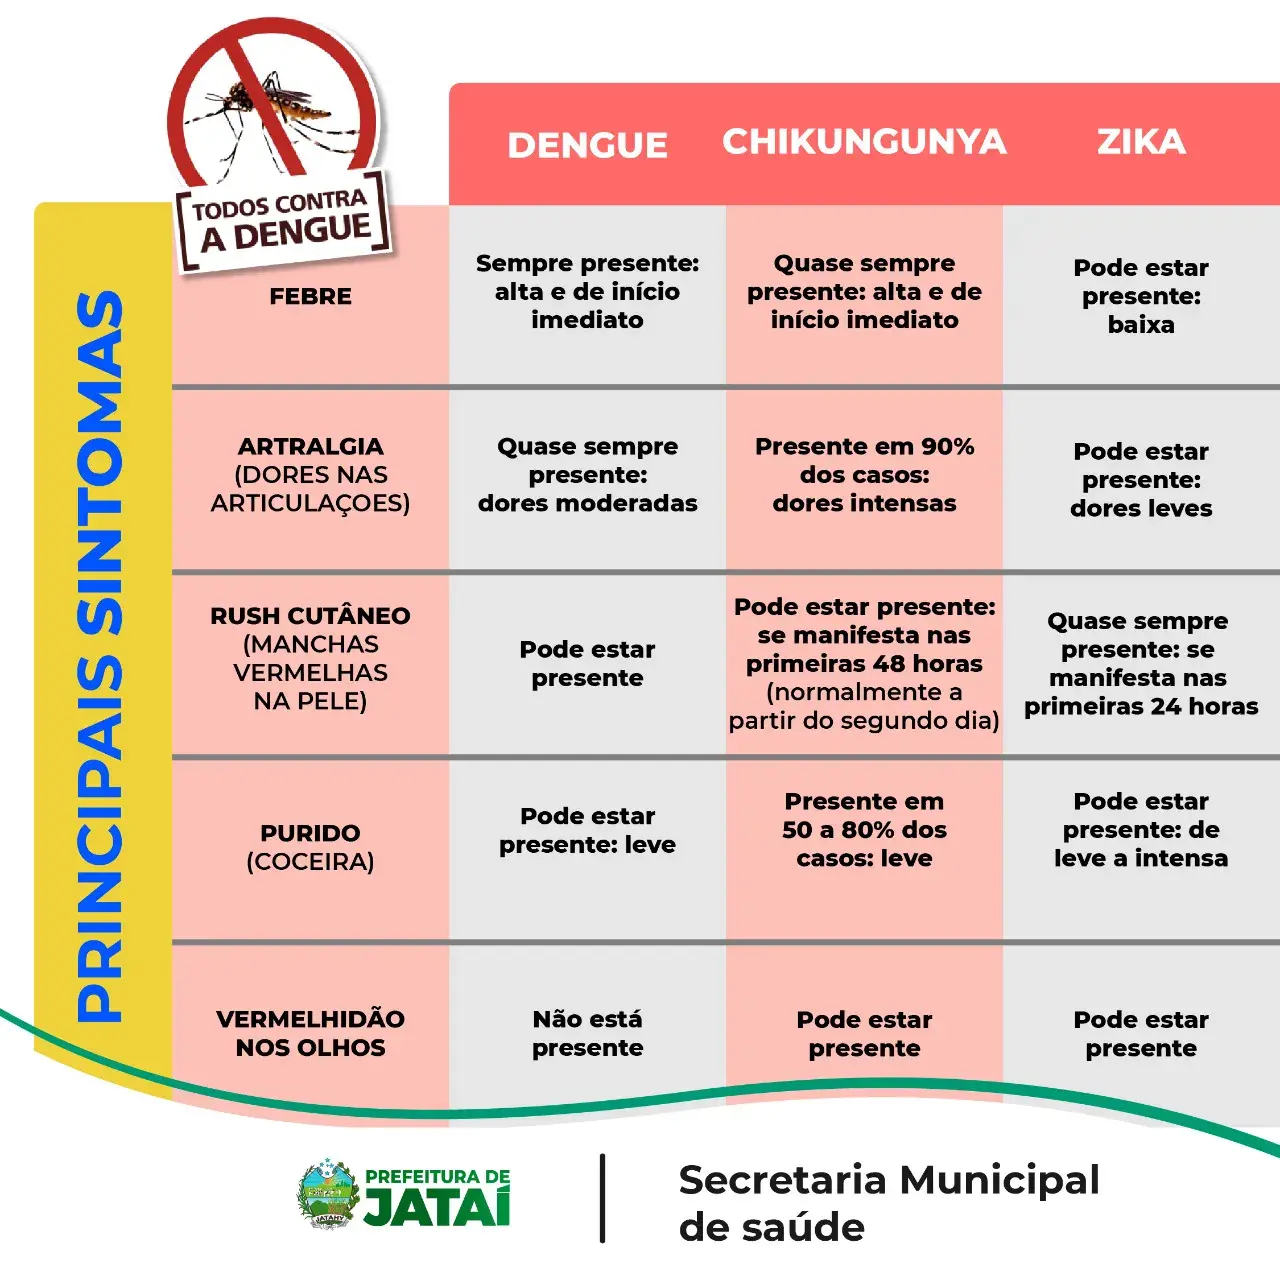 TODOS CONTRA
A DENGUE
DENGUE
CHIKUNGUNYA
ZIKA
PRINCIPAIS SINTOMAS
FEBRE
Sempre presente:
alta e de início
imediato
Quase sempre
presente: alta e de
início imediato
Pode estar
presente:
baixa
ARTRALGIA
(DORES NAS
ARTICULAÇOES)
Quase sempre
presente:
dores moderadas
Presente em 90%
dos casos:
dores intensas
Pode estar
presente:
dores leves
RUSH CUTÂNEO
(MANCHAS
VERMELHAS
NA PELE)
Pode estar
presente
Pode estar presente:
se manifesta nas
primeiras 48 horas
(normalmente a
partir do segundo dia)
Quase sempre
presente: se
manifesta nas
primeiras 24 horas
PURIDO
(COCEIRA)
Pode estar
presente: leve
Presente em
50 a 80% dos
casos: leve
Pode estar
presente: de
leve a intensa
VERMELHIDÃO
NOS OLHOS
Não está
presente
Pode estar
presente
Pode estar
presente
JATAHY
PREFEITURA DE
JATAÍ
Secretaria Municipal
de saúde